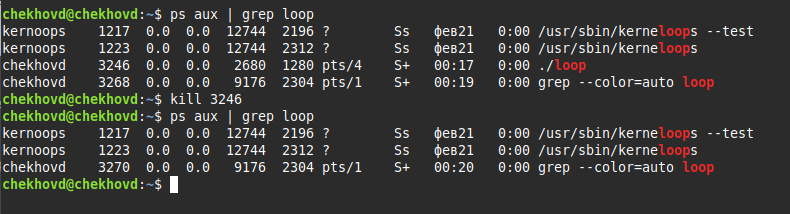 chekhovd@chekhovd:~$ ps aux | grep loop
kernoops    1217  0.0  0.0  12744  2196 ?        Ss   фев21   0:00 /usr/sbin/kerneloops --test
kernoops    1223  0.0  0.0  12744  2312 ?        Ss   фев21   0:00 /usr/sbin/kerneloops
chekhovd    3246  0.0  0.0   2680  1280 pts/4    S+   00:17   0:00 ./loop
chekhovd    3268  0.0  0.0   9176  2304 pts/1    S+   00:19   0:00 grep --color=auto loop
chekhovd@chekhovd:~$ kill 3246
chekhovd@chekhovd:~$ ps aux | grep loop
kernoops    1217  0.0  0.0  12744  2196 ?        Ss   фев21   0:00 /usr/sbin/kerneloops --test
kernoops    1223  0.0  0.0  12744  2312 ?        Ss   фев21   0:00 /usr/sbin/kerneloops
chekhovd    3270  0.0  0.0   9176  2304 pts/1    S+   00:20   0:00 grep --color=auto loop
chekhovd@chekhovd:~$